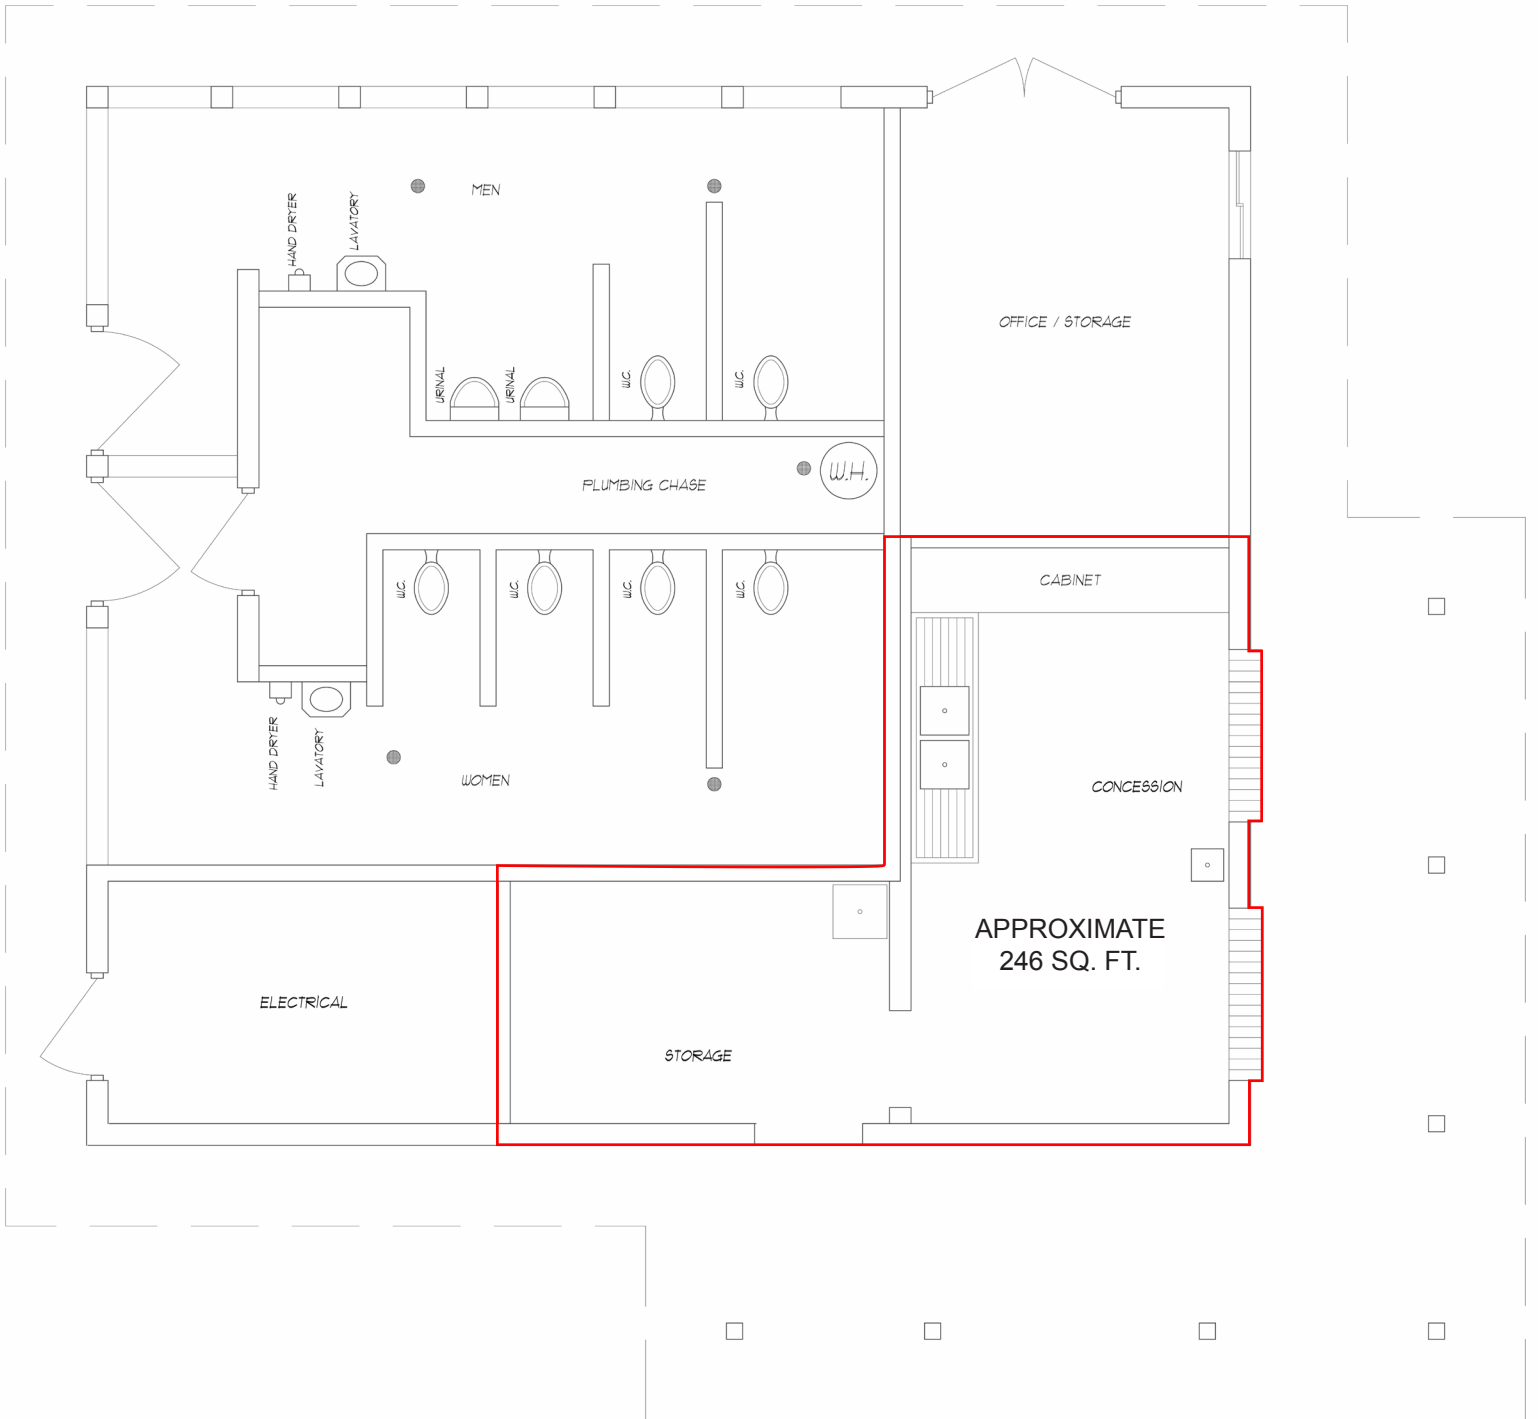 HAND DRYER
LAVATORY
MEN
OFFICE / STORAGE
URINAL
URINAL
W.C.
W.C.
PLUMBING CHASE
W.H.
W.C.
W.C.
W.C.
W.C.
CABINET
HAND DRYER
LAVATORY
WOMEN
CONCESSION
APPROXIMATE
246 SQ. FT.
ELECTRICAL
STORAGE